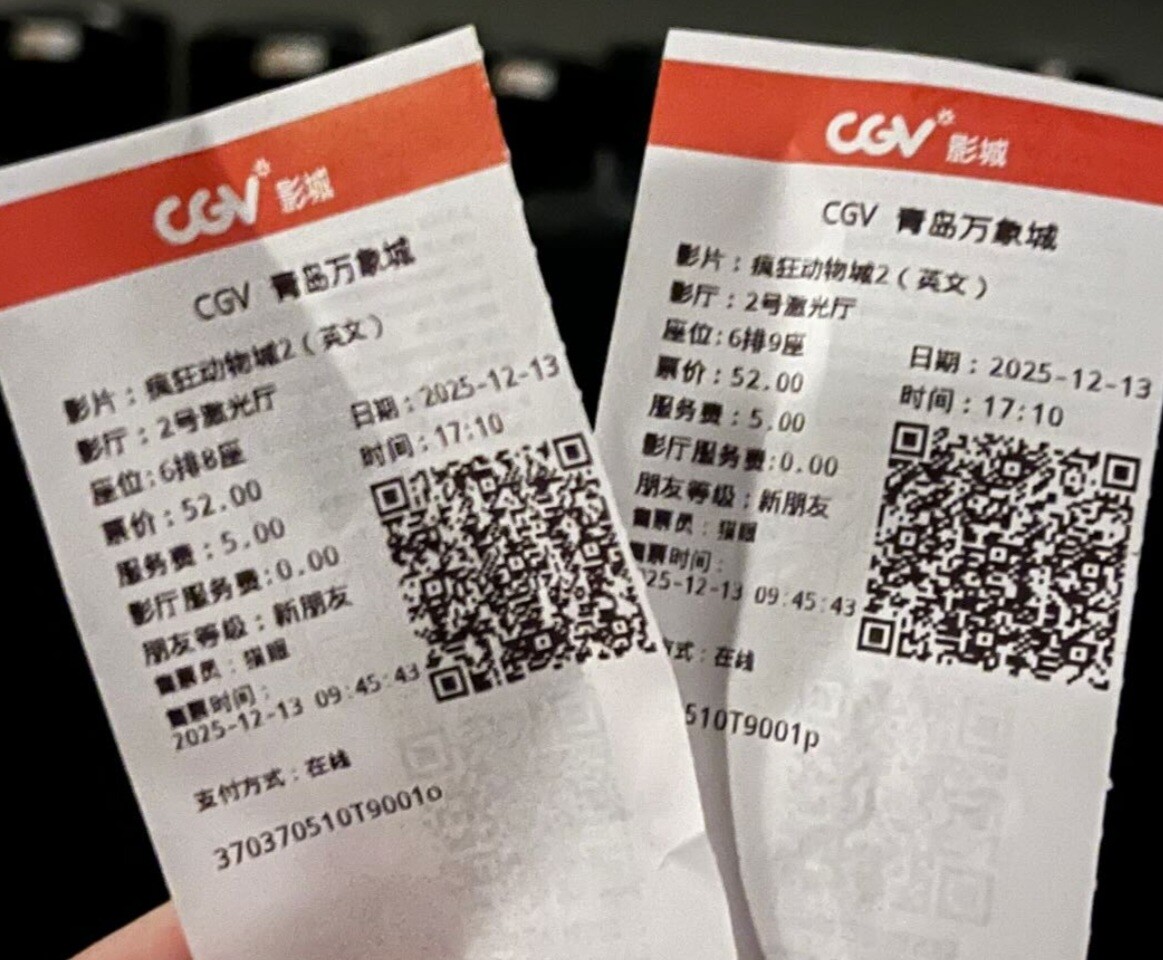 CGV 影城
CGV 青岛万象城
影片：疯狂动物城2（英文）
影厅：2号激光厅
座位:6排8座
日期：2025-12-13
票价：52.00
时间：17:10
服务费：5.00
影厅服务费:0.00
朋友等级：新朋友
售票员：猫眼
售票时间：
2025-12-13 09:45:43
支付方式：在线
370370510T9001o
CGV 影城
CGV 青岛万象城
影片：疯狂动物城2（英文）
影厅：2号激光厅
座位:6排9座
日期：2025-12-13
票价：52.00
时间：17:10
服务费：5.00
影厅服务费:0.00
朋友等级：新朋友
售票员：猫眼
售票时间：
25-12-13 09:45:43
方式：在线
510T9001p